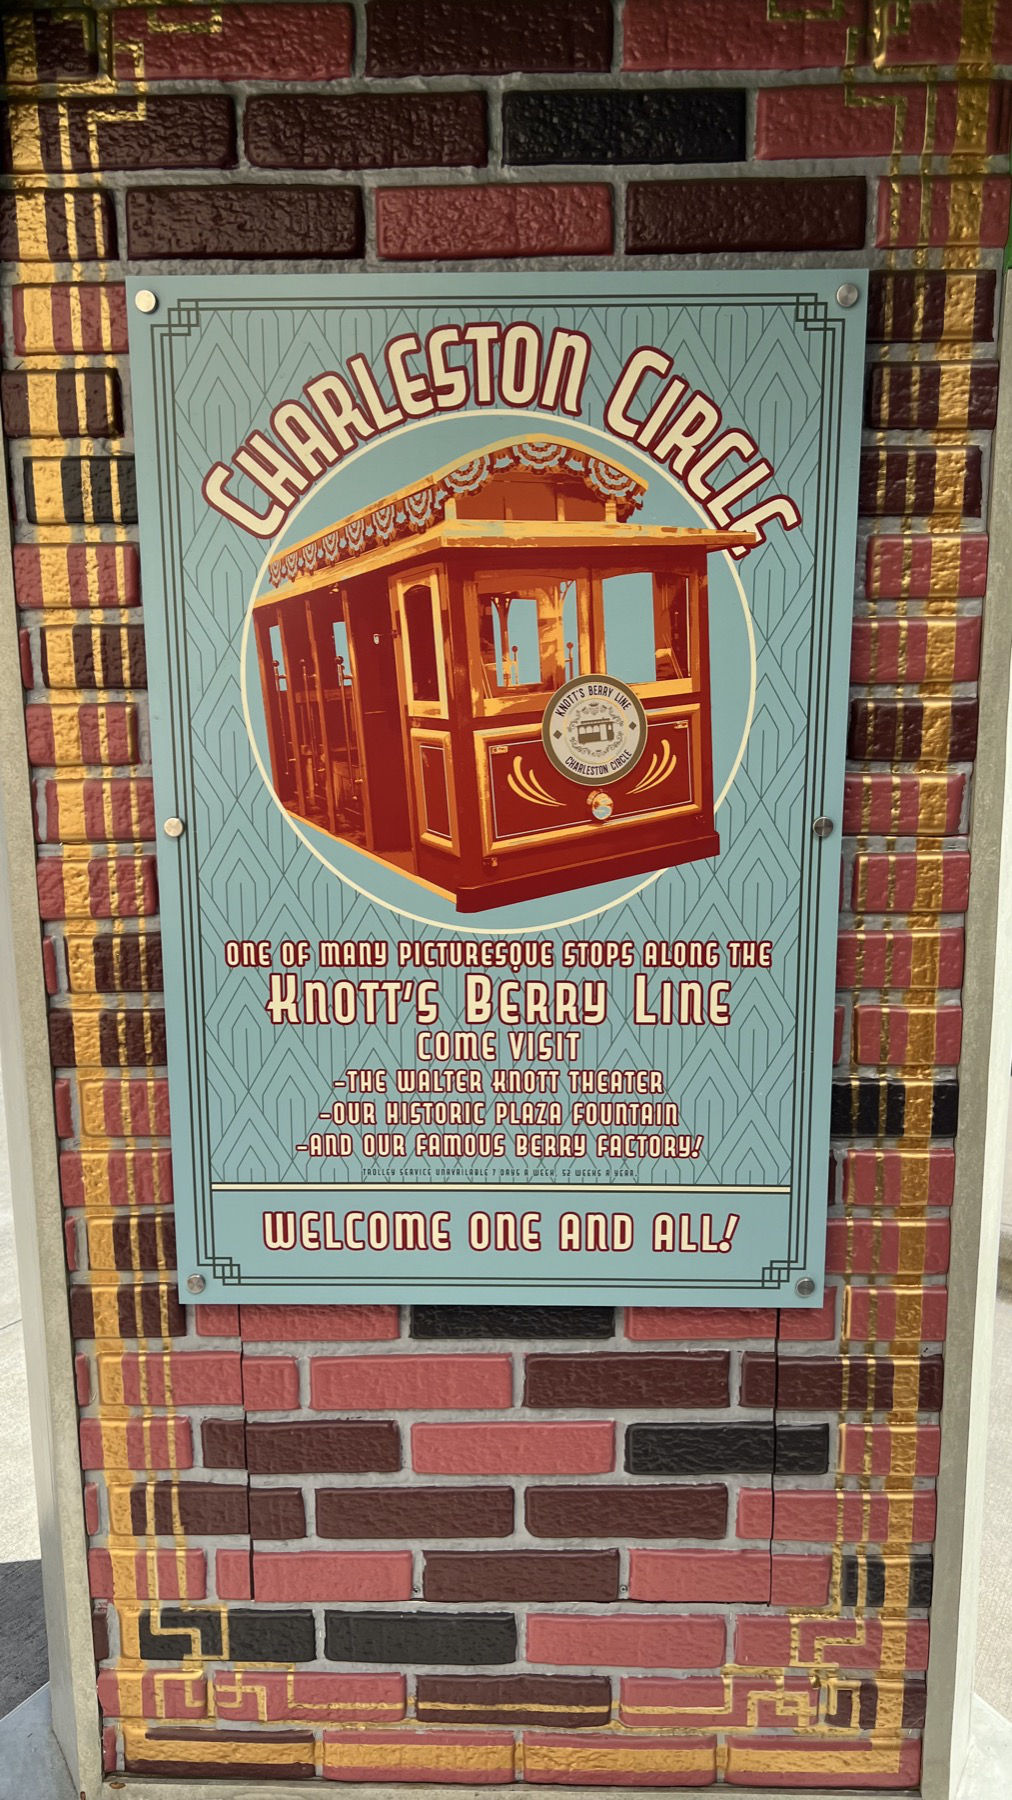 CHARLESTON CIRCLE
KNOTT'S BERRY LINE
CHARLESTON CIRCLE
ONE OF MANY PICTURESQUE STOPS ALONG THE
KNOTT'S BERRY LINE
COME VISIT
-THE WALTER KNOTT THEATER
-OUR HISTORIC PLAZA FOUNTAIN
-AND OUR FAMOUS BERRY FACTORY!
TROLLEY SERVICE UNAVAILABLE 7 DAYS A WEEK, 52 WEEKS A YEAR.
WELCOME ONE AND ALL!